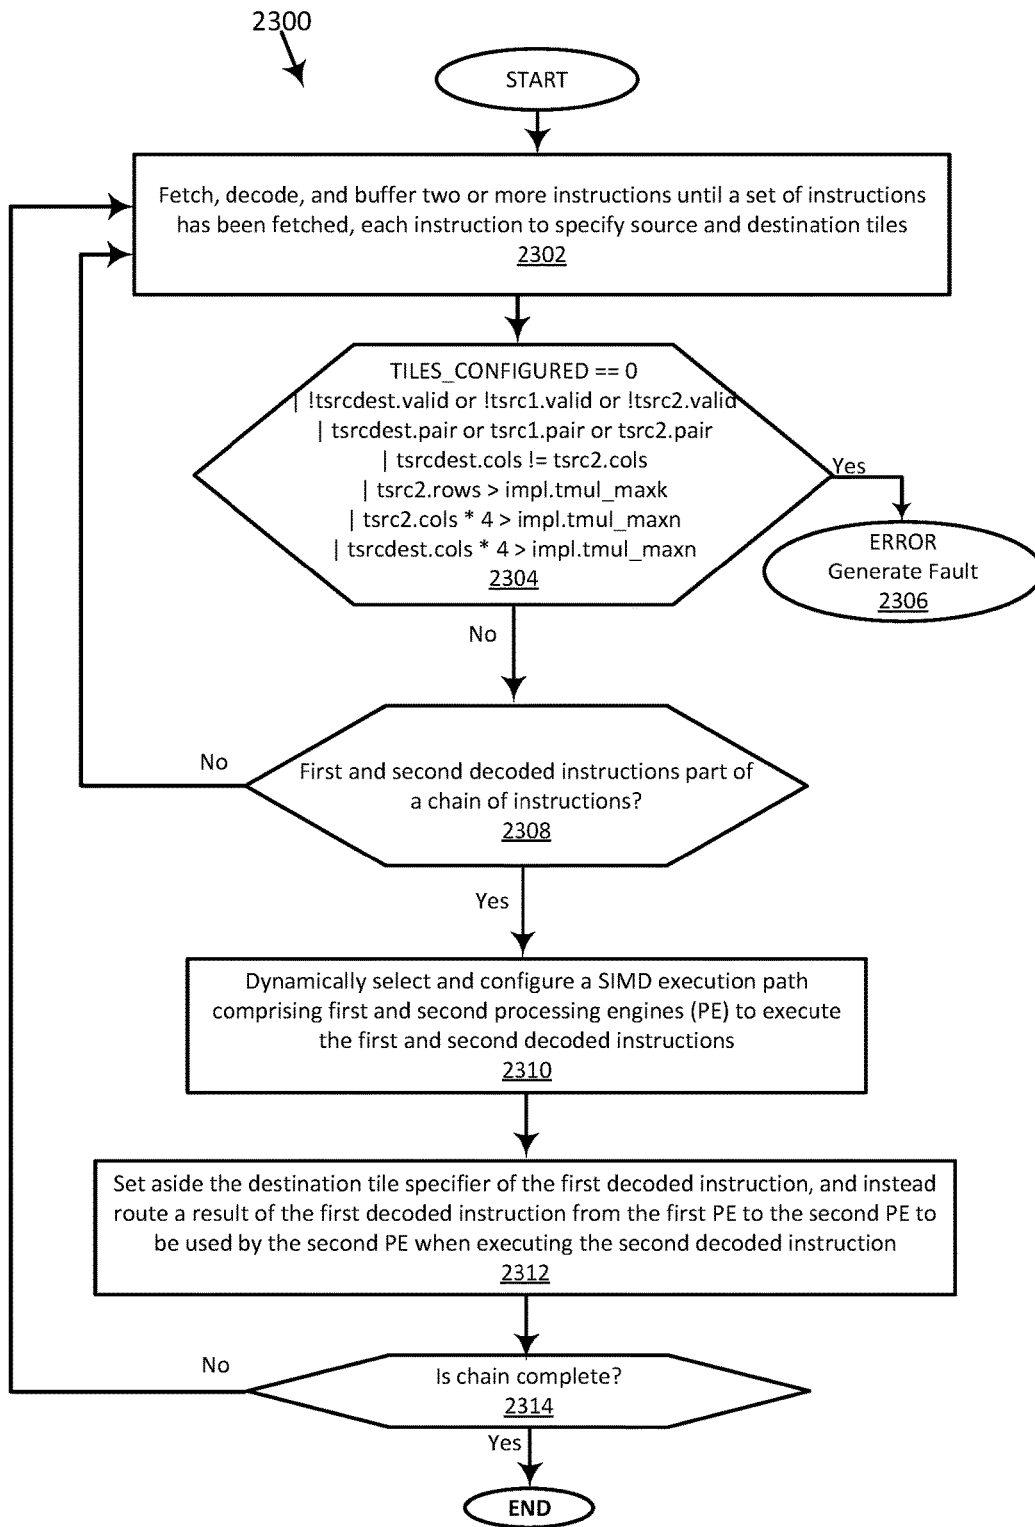 2300
START
Fetch, decode, and buffer two or more instructions until a set of instructions
has been fetched, each instruction to specify source and destination tiles
2302
TILES_CONFIGURED == 0
| !tsrcdest.valid or !tsrc1.valid or !tsrc2.valid
| tsrcdest.pair or tsrc1.pair or tsrc2.pair
| tsrcdest.cols != tsrc2.cols
| tsrc2.rows > impl.tmul_maxk
| tsrc2.cols * 4 > impl.tmul_maxn
| tsrcdest.cols * 4 > impl.tmul_maxn
2304
Yes
ERROR
Generate Fault
2306
No
First and second decoded instructions part of
a chain of instructions?
2308
No
Yes
Dynamically select and configure a SIMD execution path
comprising first and second processing engines (PE) to execute
the first and second decoded instructions
2310
Set aside the destination tile specifier of the first decoded instruction, and instead
route a result of the first decoded instruction from the first PE to the second PE to
be used by the second PE when executing the second decoded instruction
2312
No
Is chain complete?
2314
Yes
END